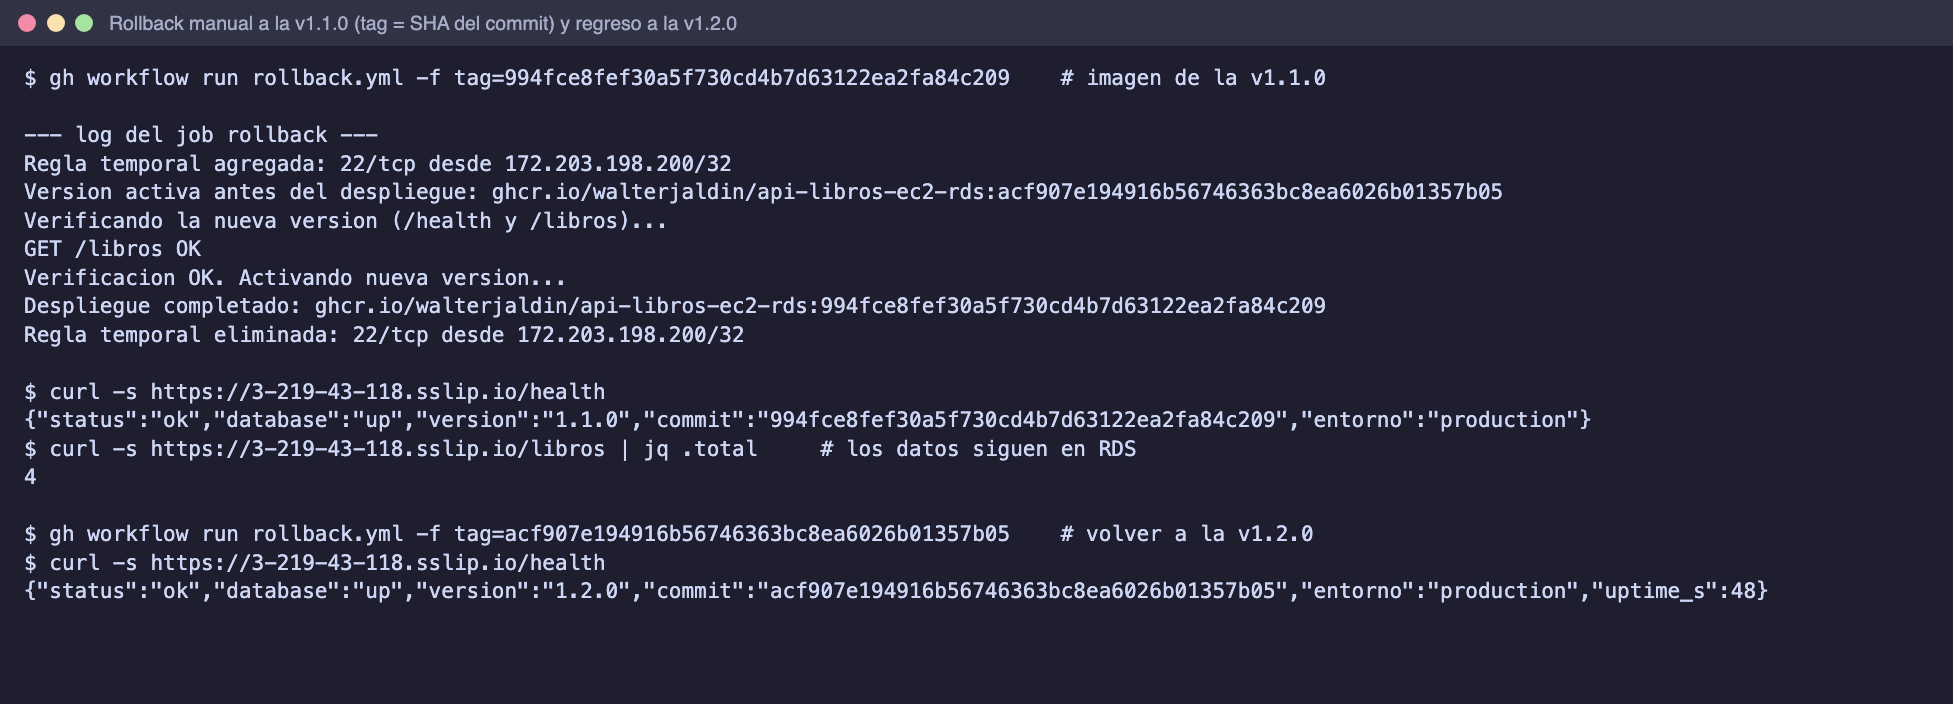 Rollback manual a la v1.1.0 (tag = SHA del commit) y regreso a la v1.2.0
$ gh workflow run rollback.yml -f tag=994fce8fef30a5f730cd4b7d63122ea2fa84c209    # imagen de la v1.1.0
--- log del job rollback ---
Regla temporal agregada: 22/tcp desde 172.203.198.200/32
Version activa antes del despliegue: ghcr.io/walterjaldin/api-libros-ec2-rds:acf907e194916b56746363bc8ea6026b01357b05
Verificando la nueva version (/health y /libros)...
GET /libros OK
Verificacion OK. Activando nueva version...
Despliegue completado: ghcr.io/walterjaldin/api-libros-ec2-rds:994fce8fef30a5f730cd4b7d63122ea2fa84c209
Regla temporal eliminada: 22/tcp desde 172.203.198.200/32
$ curl -s https://3-219-43-118.sslip.io/health
{"status":"ok","database":"up","version":"1.1.0","commit":"994fce8fef30a5f730cd4b7d63122ea2fa84c209","entorno":"production"}
$ curl -s https://3-219-43-118.sslip.io/libros | jq .total     # los datos siguen en RDS
4
$ gh workflow run rollback.yml -f tag=acf907e194916b56746363bc8ea6026b01357b05    # volver a la v1.2.0
$ curl -s https://3-219-43-118.sslip.io/health
{"status":"ok","database":"up","version":"1.2.0","commit":"acf907e194916b56746363bc8ea6026b01357b05","entorno":"production","uptime_s":48}